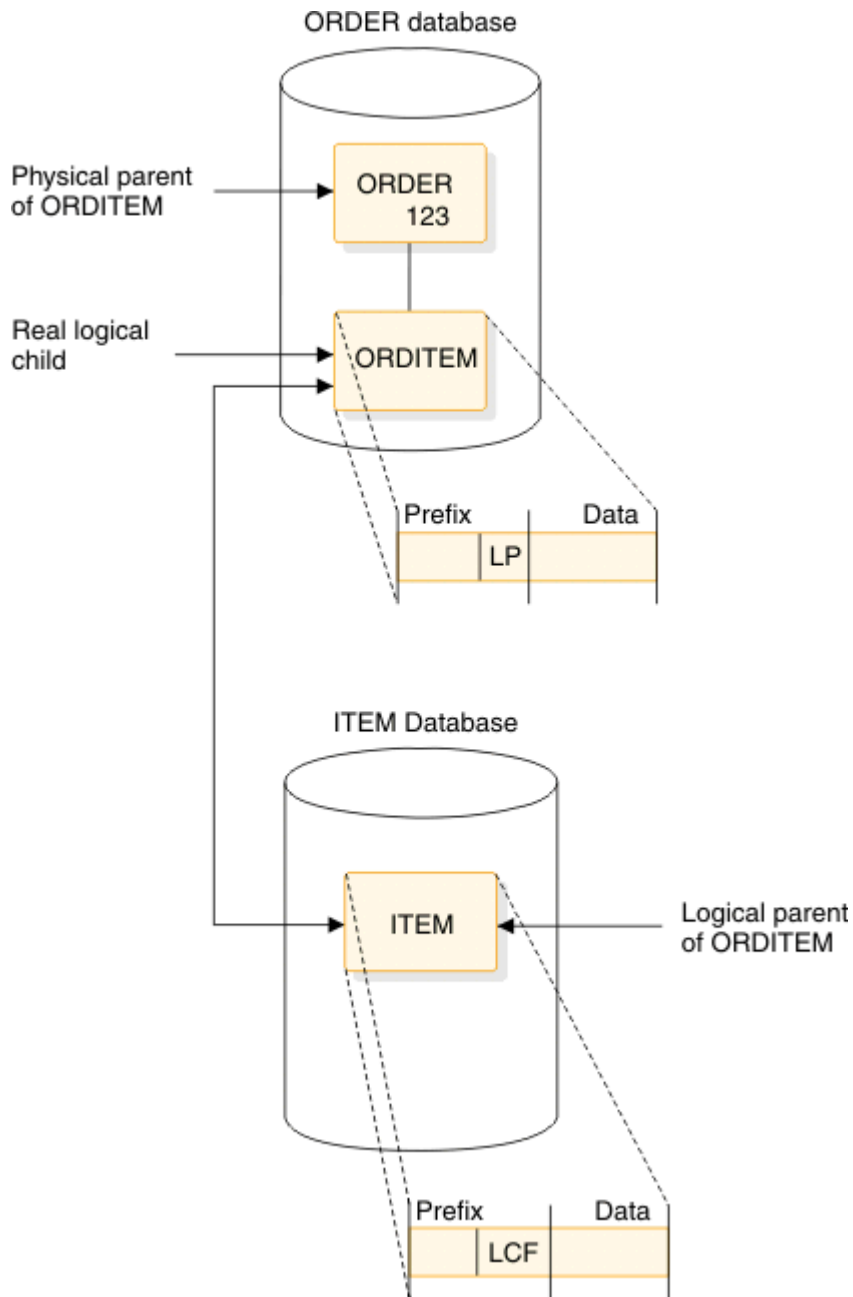 ORDER database
Physical parent
of ORDITEM
ORDER
123
Real logical
child
ORDITEM
Prefix
Data
LP
ITEM Database
ITEM
Logical parent
of ORDITEM
Prefix
Data
LCF